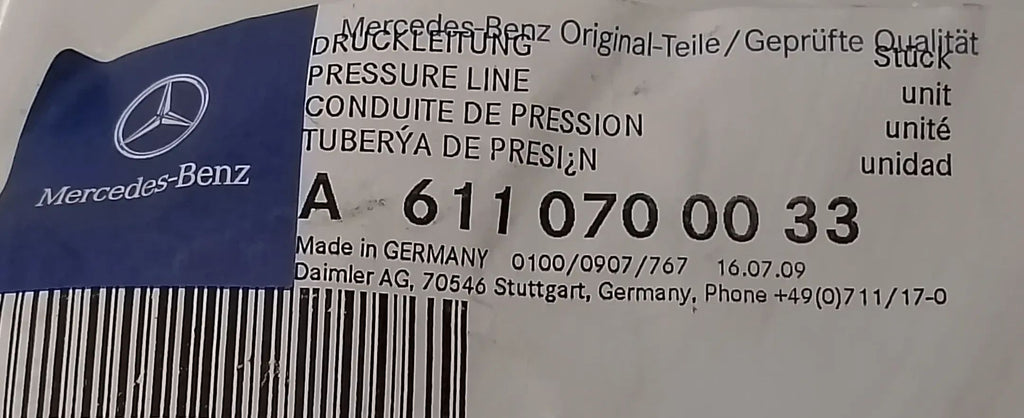 Mercedes-Benz Original-Teile/Geprüfte Qualität
DRUCKLEITUNG Stück
PRESSURE LINE unit
CONDUITE DE PRESSION unité
TUBERÝA DE PRESI¿N unidad
A 611 070 00 33
Made in GERMANY 0100/0907/767 16.07.09
Daimler AG, 70546 Stuttgart, Germany, Phone +49(0)711/17-0
Mercedes-Benz